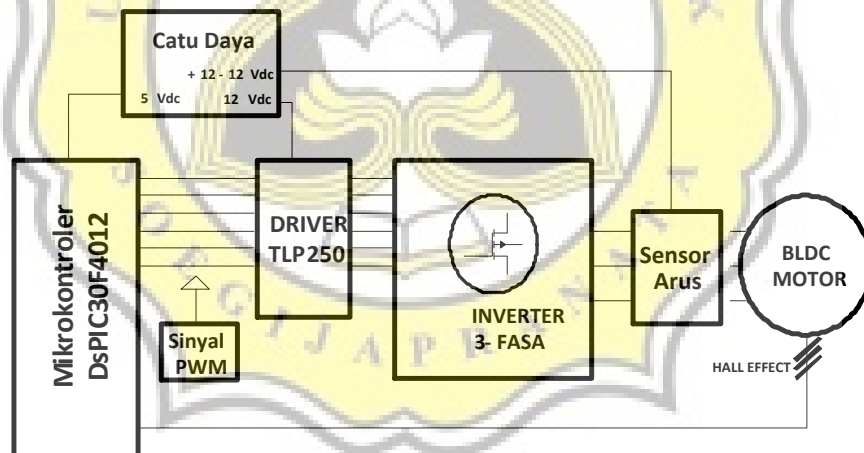 Catu Daya
+ 12 - 12 Vdc
5 Vdc 12 Vdc
Mikrokontroler
DsPIC30F4012
DRIVER
TLP250
Sinyal
PWM
INVERTER
3- FASA
Sensor
Arus
BLDC
MOTOR
HALL EFFECT
SOEGIJAPRANATA